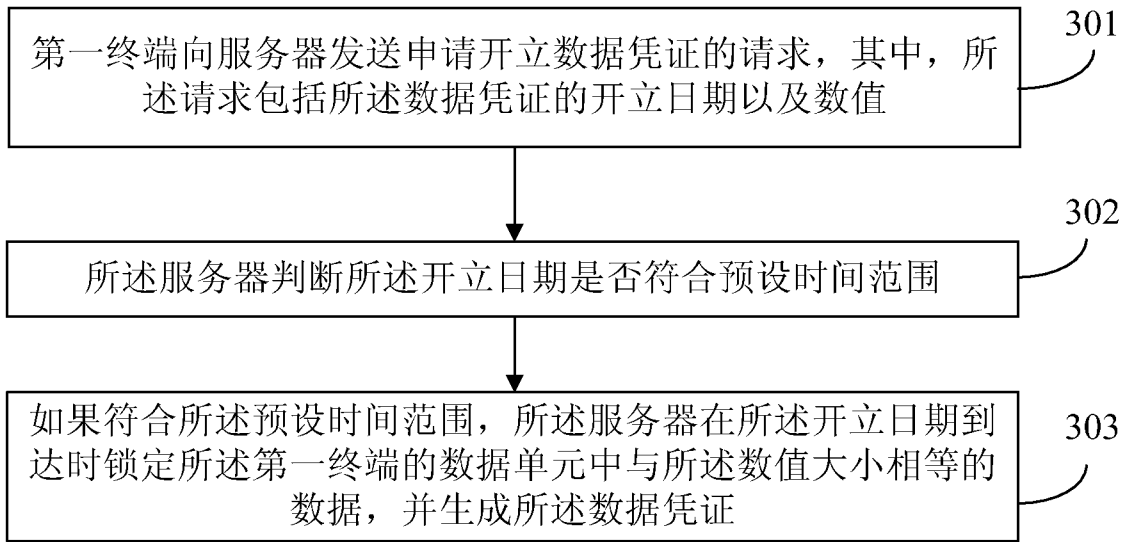 第一终端向服务器发送申请开立数据凭证的请求，其中，所
述请求包括所述数据凭证的开立日期以及数值
301
所述服务器判断所述开立日期是否符合预设时间范围
302
如果符合所述预设时间范围，所述服务器在所述开立日期到
达时锁定所述第一终端的数据单元中与所述数值大小相等的
数据，并生成所述数据凭证
303